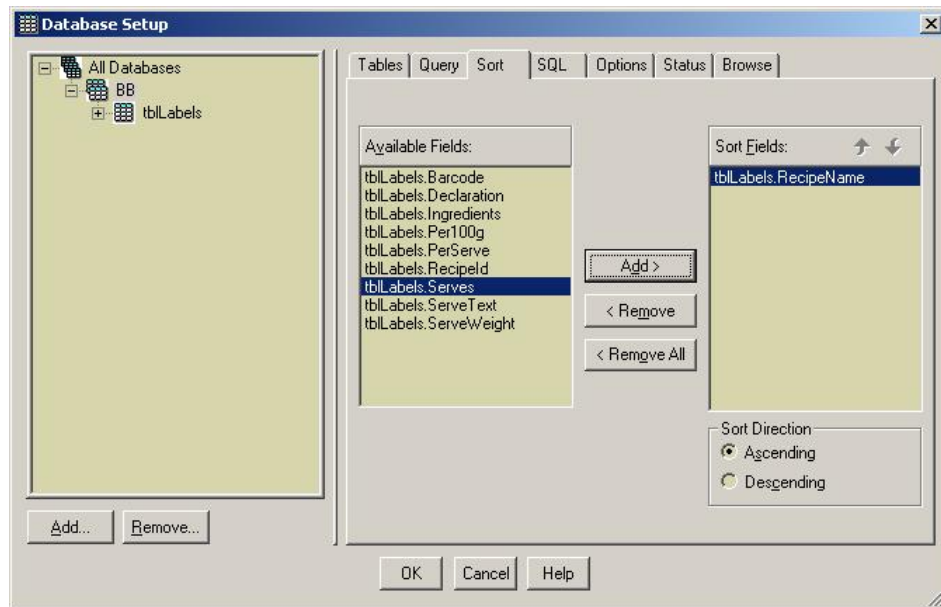 Database Setup
All Databases
BB
tblLabels
Tables Query Sort SQL Options Status Browse
Available Fields:
tblLabels.Barcode
tblLabels.Declaration
tblLabels.Ingredients
tblLabels.Per100g
tblLabels.PerServe
tblLabels.RecipeId
tblLabels.Serves
tblLabels.ServeText
tblLabels.ServeWeight
Add >
< Remove
< Remove All
Sort Fields:
tblLabels.RecipeName
Sort Direction
Ascending
Descending
Add... Remove...
OK Cancel Help